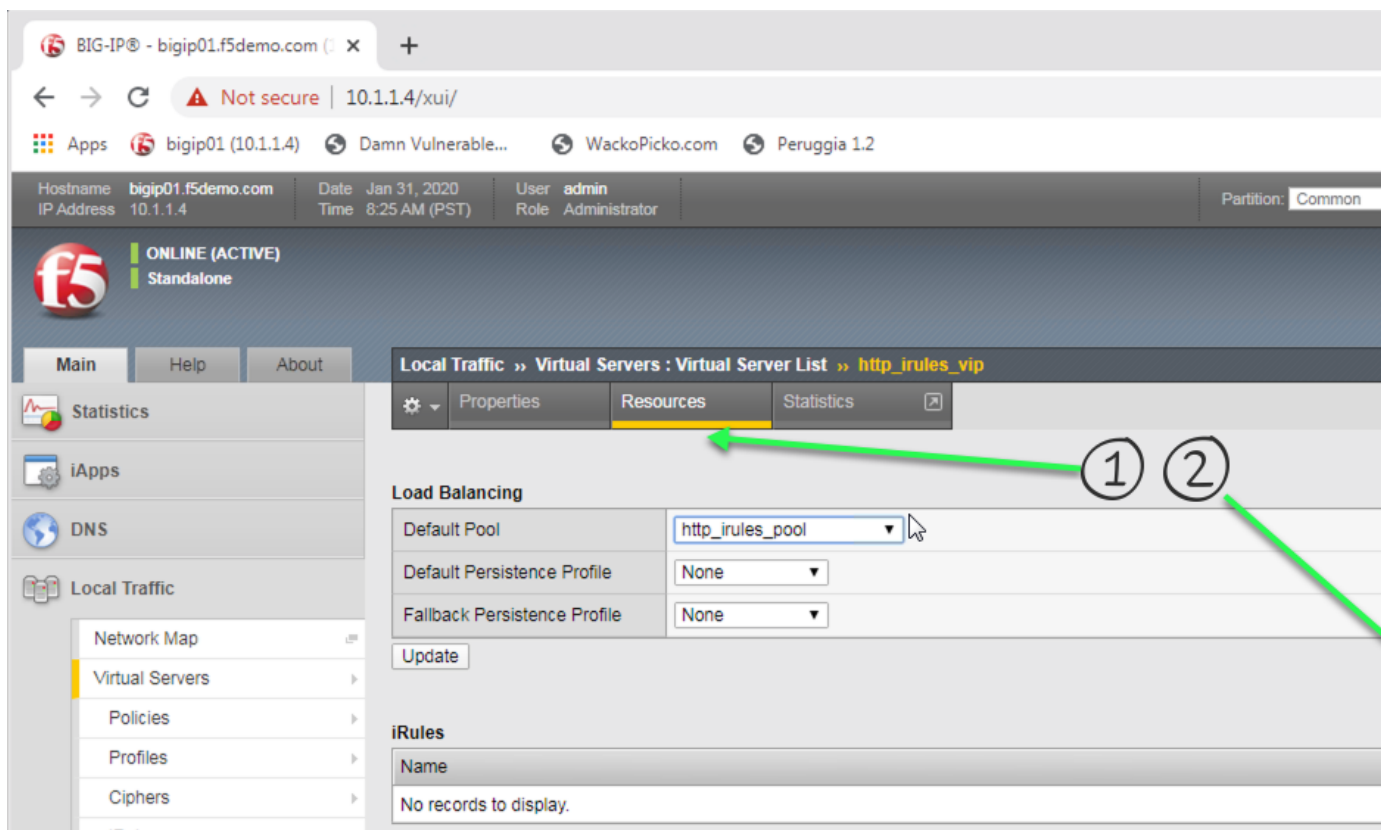 BIG-IP® - bigip01.f5demo.com (
Not secure | 10.1.1.4/xui/
Apps bigip01 (10.1.1.4) Damn Vulnerable... WackoPicko.com Peruggia 1.2
Hostname bigip01.f5demo.com Date Jan 31, 2020 User admin
IP Address 10.1.1.4 Time 8:25 AM (PST) Role Administrator
Partition: Common
f5
ONLINE (ACTIVE)
Standalone
Main Help About
Local Traffic ›› Virtual Servers : Virtual Server List ›› http_irules_vip
Properties Resources Statistics
Statistics
iApps
DNS
Local Traffic
Network Map
Virtual Servers
Policies
Profiles
Ciphers
1 2
Load Balancing
Default Pool http_irules_pool
Default Persistence Profile None
Fallback Persistence Profile None
Update
iRules
Name
No records to display.